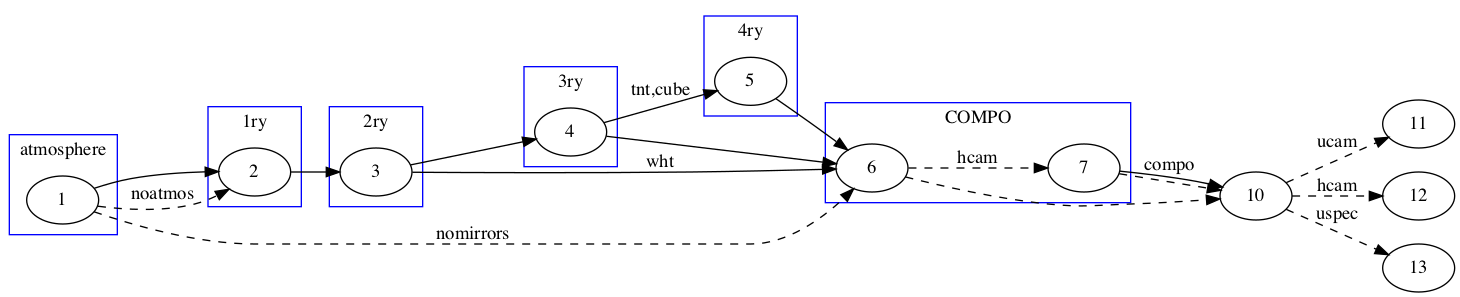 atmosphere
1
noatmos
nomirrors
1ry
2
2ry
3
3ry
4
tnt,cube
wht
4ry
5
COMPO
6
hcam
7
compo
10
ucam
hcam
uspec
11
12
13